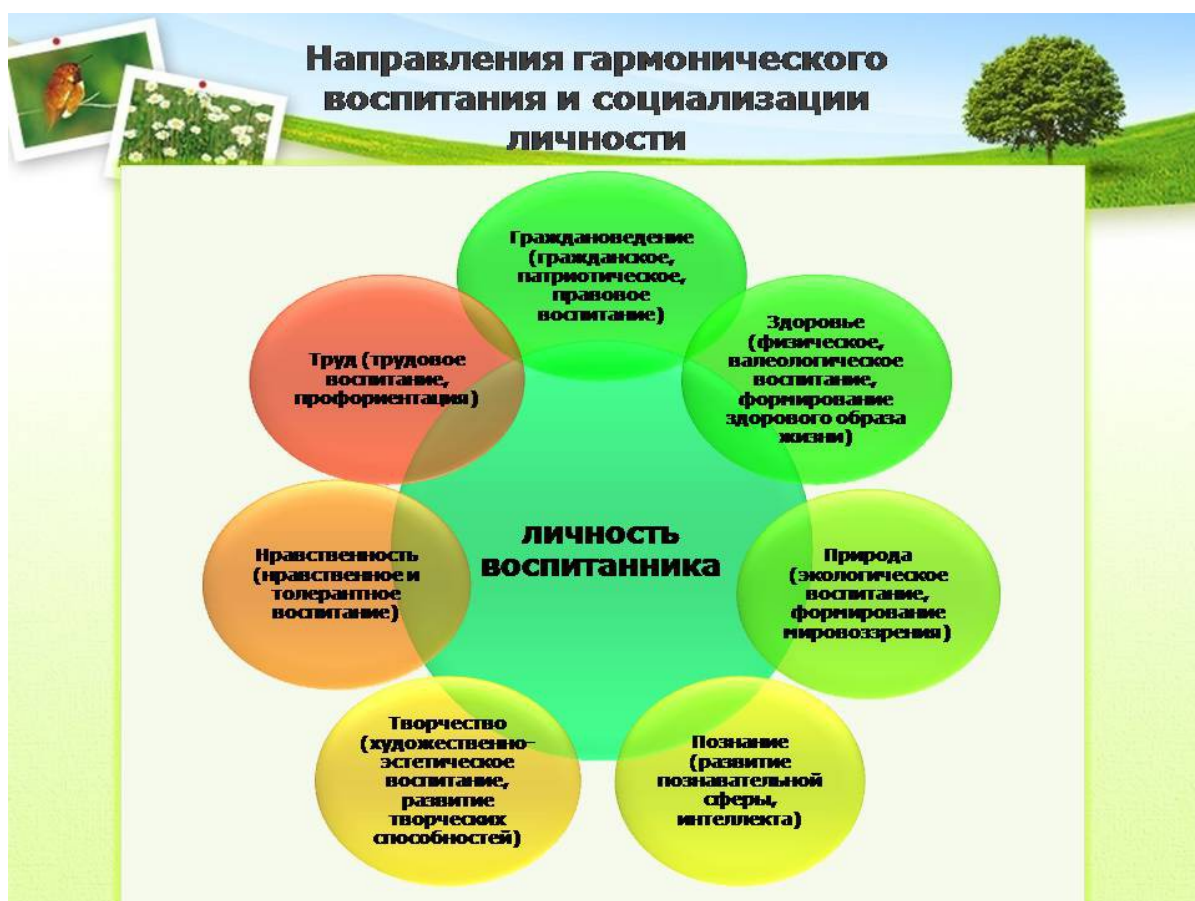 Направления гармонического
воспитания и социализации
личности
Граждановедение
(гражданское,
патриотическое,
правовое
воспитание)
Здоровье
(физическое,
валеологическое
воспитание,
формирование
здорового образа
жизни)
Труд (трудовое
воспитание,
профориентация)
личность
воспитанника
Природа
(экологическое
воспитание,
формирование
мировоззрения)
Нравственность
(нравственное и
толерантное
воспитание)
Познание
(развитие
познавательной
сферы,
интеллекта)
Творчество
(художественно-
эстетическое
воспитание,
развитие
творческих
способностей)